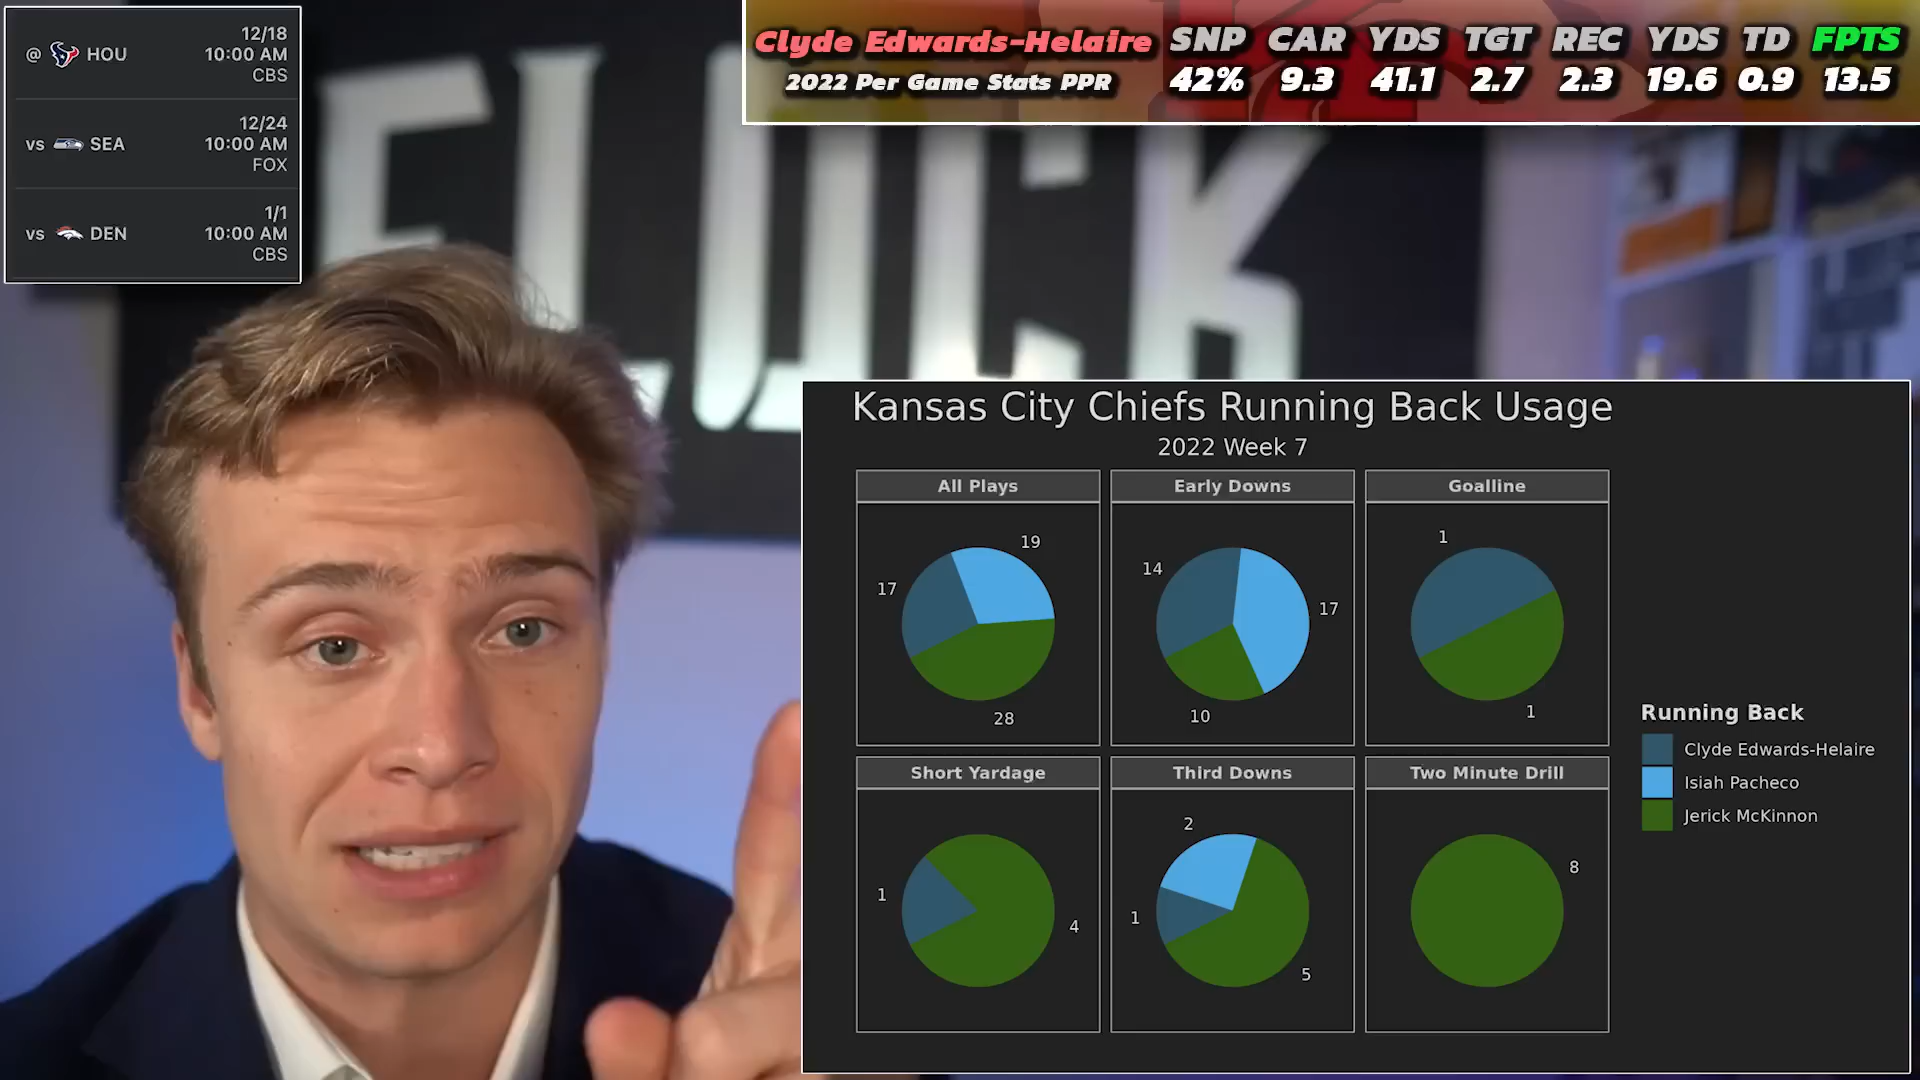 @ HOU 12/18
10:00 AM
CBS
vs SEA 12/24
10:00 AM
FOX
vs DEN 1/1
10:00 AM
CBS
Clyde Edwards-Helaire SNP CAR YDS TGT REC YDS TD FPTS
2022 Per Game Stats PPR 42% 9.3 41.1 2.7 2.3 19.6 0.9 13.5
FLOCK
Kansas City Chiefs Running Back Usage
2022 Week 7
All Plays
19
17
28
Early Downs
14
17
10
Goalline
1
1
Short Yardage
1
4
Third Downs
2
1
5
Two Minute Drill
8
Running Back
Clyde Edwards-Helaire
Isiah Pacheco
Jerick McKinnon